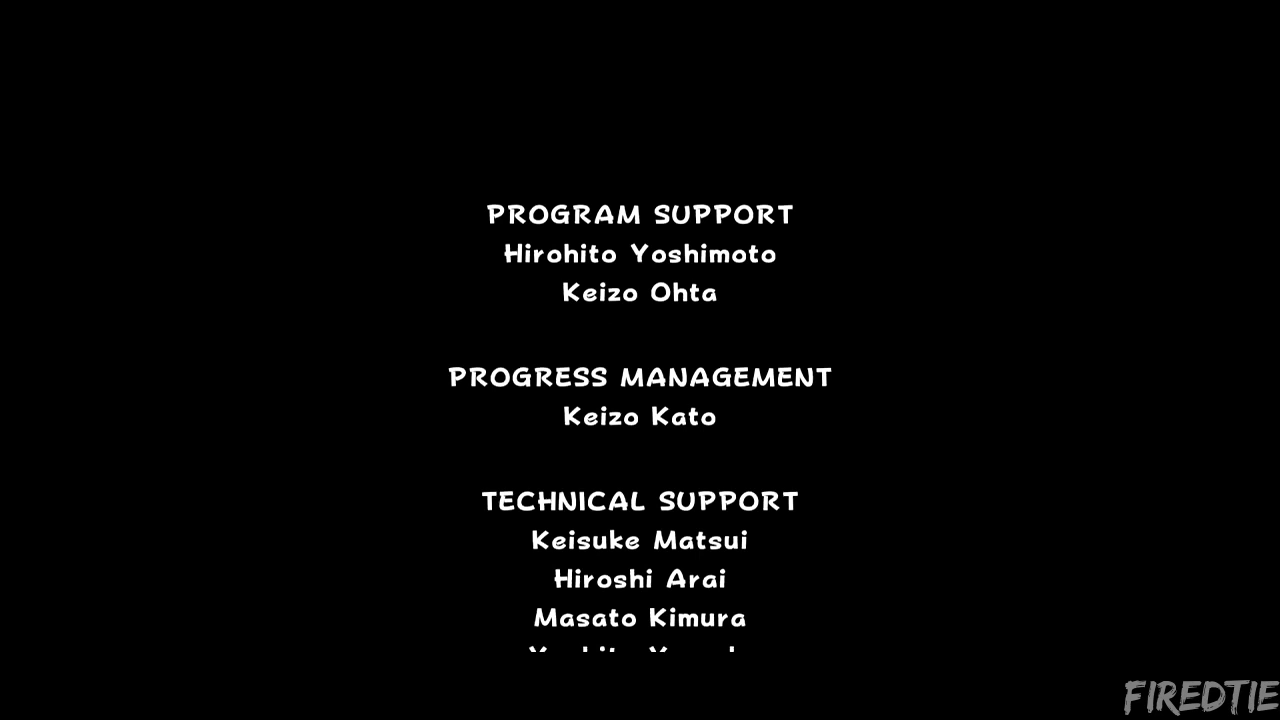 PROGRAM SUPPORT
Hirohito Yoshimoto
Keizo Ohta
PROGRESS MANAGEMENT
Keizo Kato
TECHNICAL SUPPORT
Keisuke Matsui
Hiroshi Arai
Masato Kimura
FIREDTIE